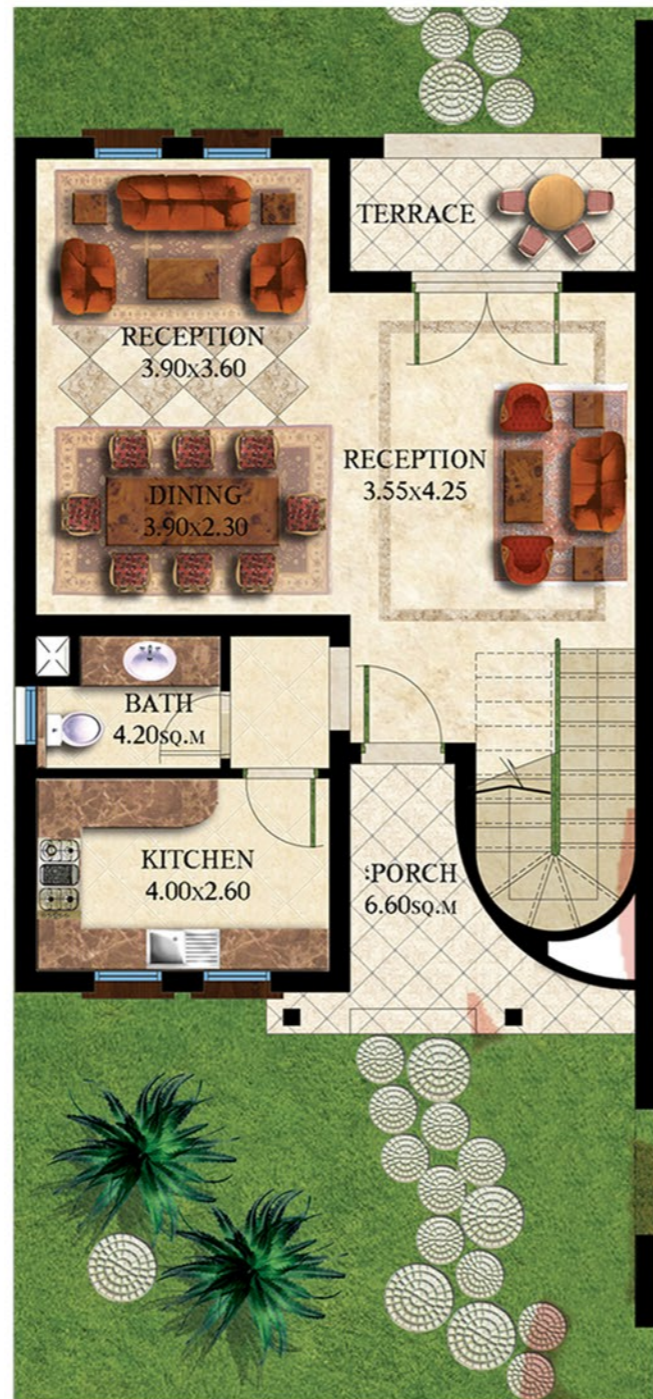 TERRACE
RECEPTION
3.90x3.60
RECEPTION
3.55x4.25
DINING
3.90x2.30
BATH
4.20SQ.M
KITCHEN
4.00x2.60
:PORCH
6.60SQ.M